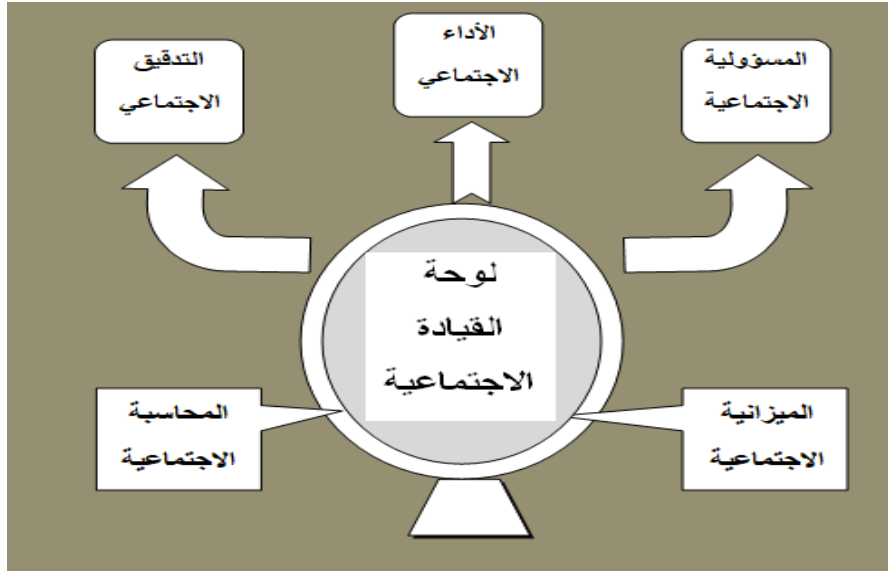 المسؤولية
الاجتماعية
الأداء
الاجتماعي
التدقيق
الاجتماعي
لوحة
القيادة
الاجتماعية
الميزانية
الاجتماعية
المحاسبة
الاجتماعية